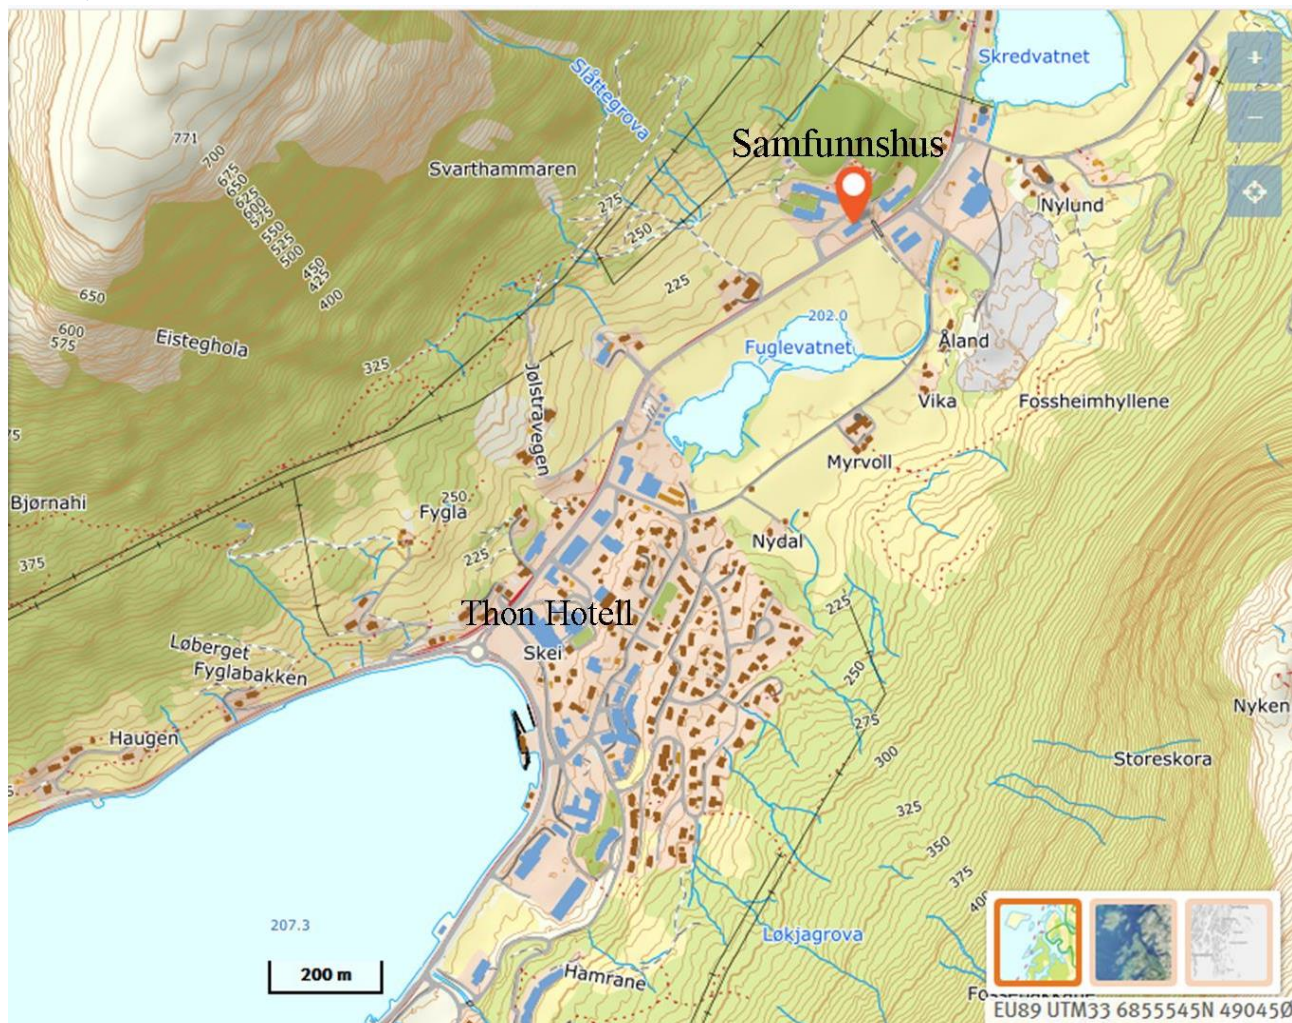 Skredvatnet
+
Slåttegrova
Samfunnshus
771
700
675
650
625
600
575
550
525
500
450
425
400
Svarthammaren
−
Nylund
275
250
225
650
600
575
Eisteghola
202.0
Fuglevatnet
Åland
325
Jølstravegen
Vika
Fossheimhyllene
75
Myrvoll
Bjørnahi
250
Fygla
375
225
Nydal
225
Thon Hotell
Løberget
Skei
Fyglabakken
250
Nyken
275
Haugen
300
Storeskora
325
350
375
207.3
Løkjagrova
200 m
Hamrane
EU89 UTM33 6855545N 49045Ø